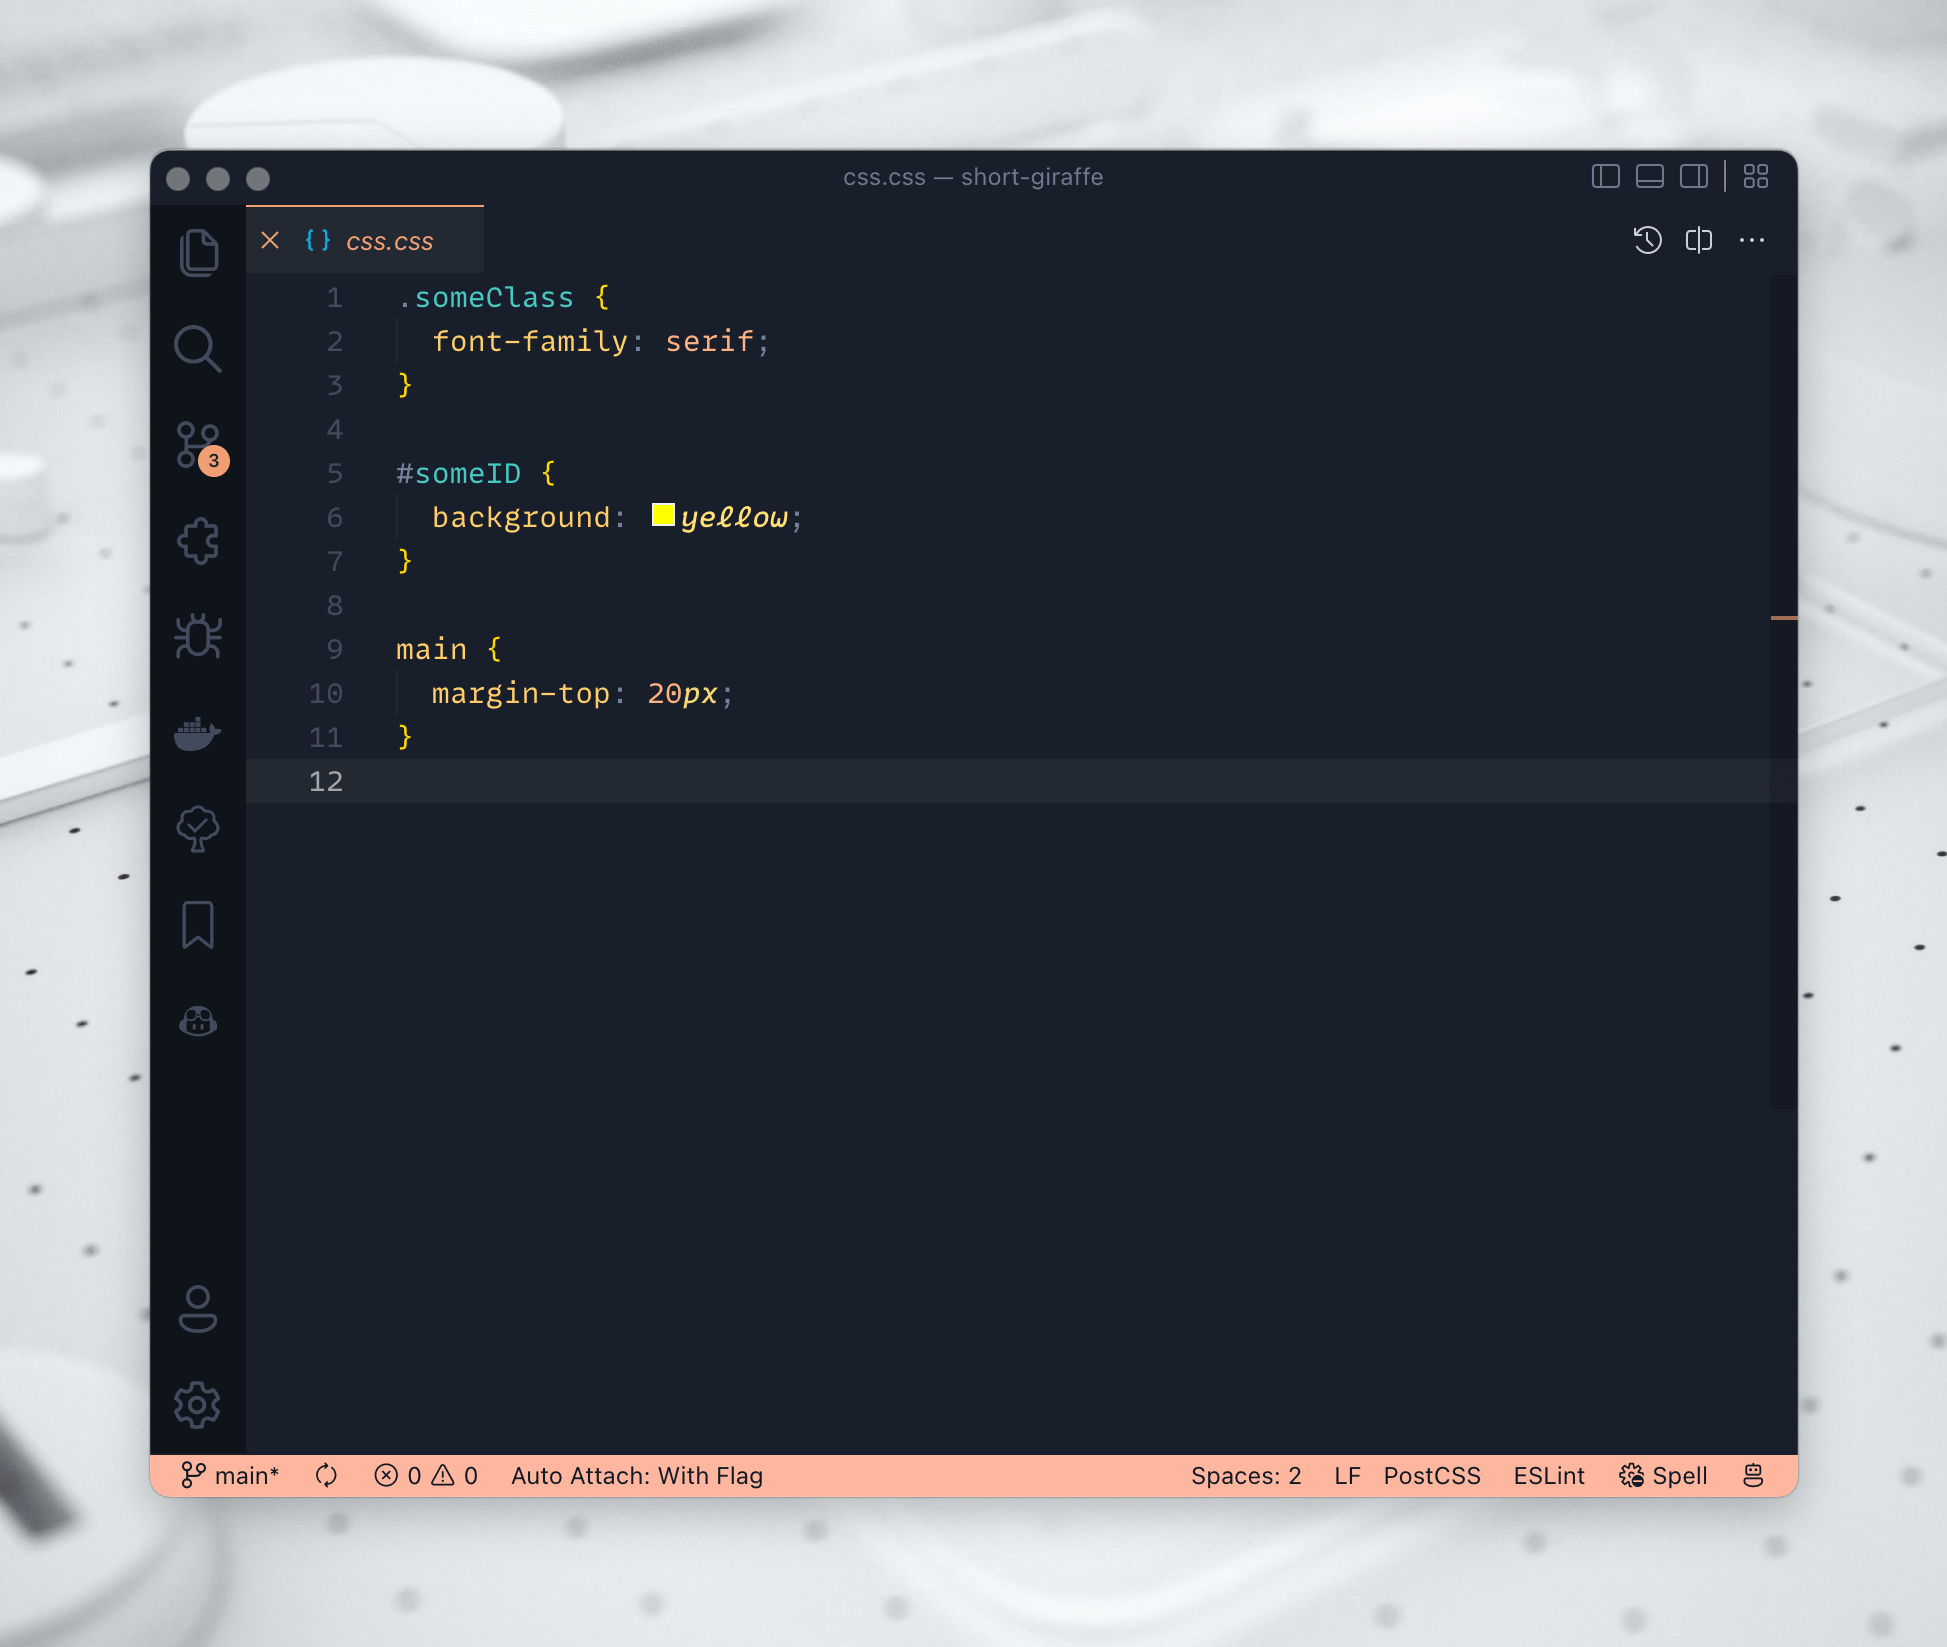 css.css — short-giraffe
css.css
1 .someClass {
2   font-family: serif;
3 }
4
5 #someID {
6   background: yellow;
7 }
8
9 main {
10   margin-top: 20px;
11 }
12
3
main* 0 0 Auto Attach: With Flag Spaces: 2 LF PostCSS ESLint Spell